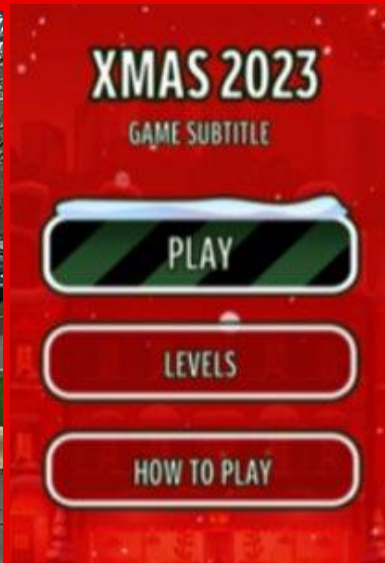 XMAS 2023
GAME SUBTITLE
PLAY
LEVELS
HOW TO PLAY